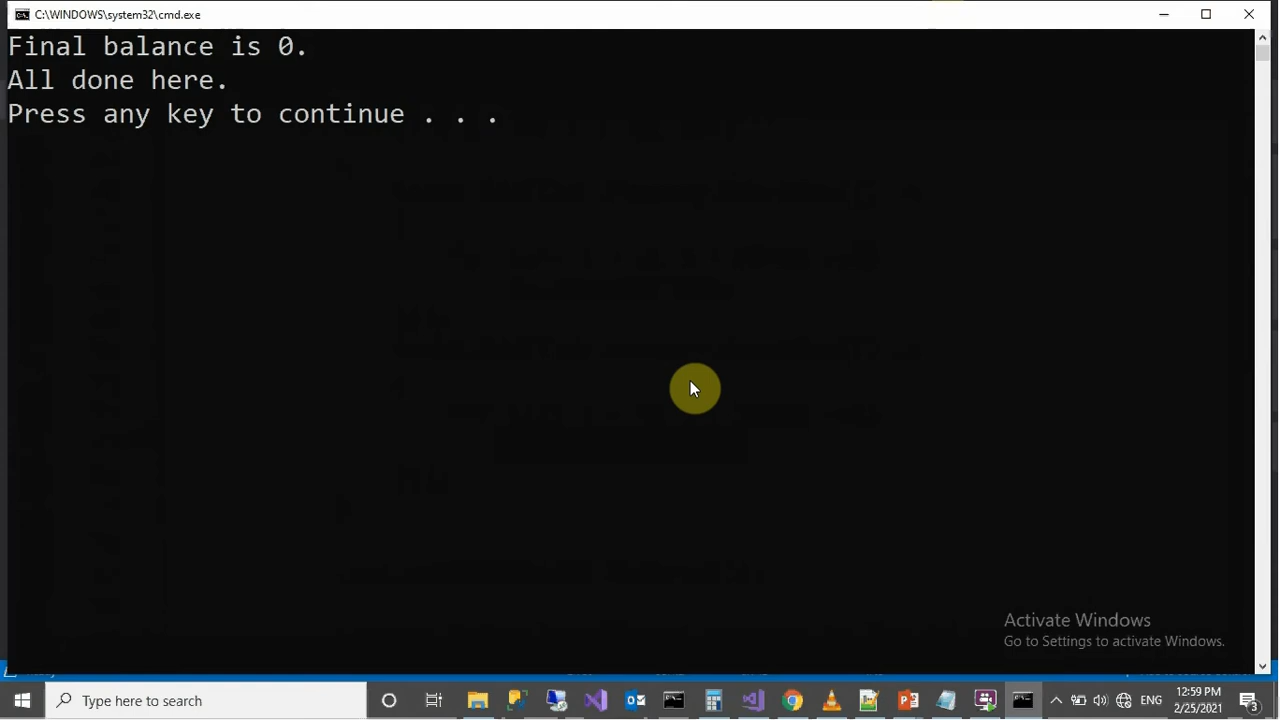 C:\WINDOWS\system32\cmd.exe
Final balance is 0.
All done here.
Press any key to continue . . .
Activate Windows
Go to Settings to activate Windows.
Type here to search
ENG
12:59 PM
2/25/2021
3